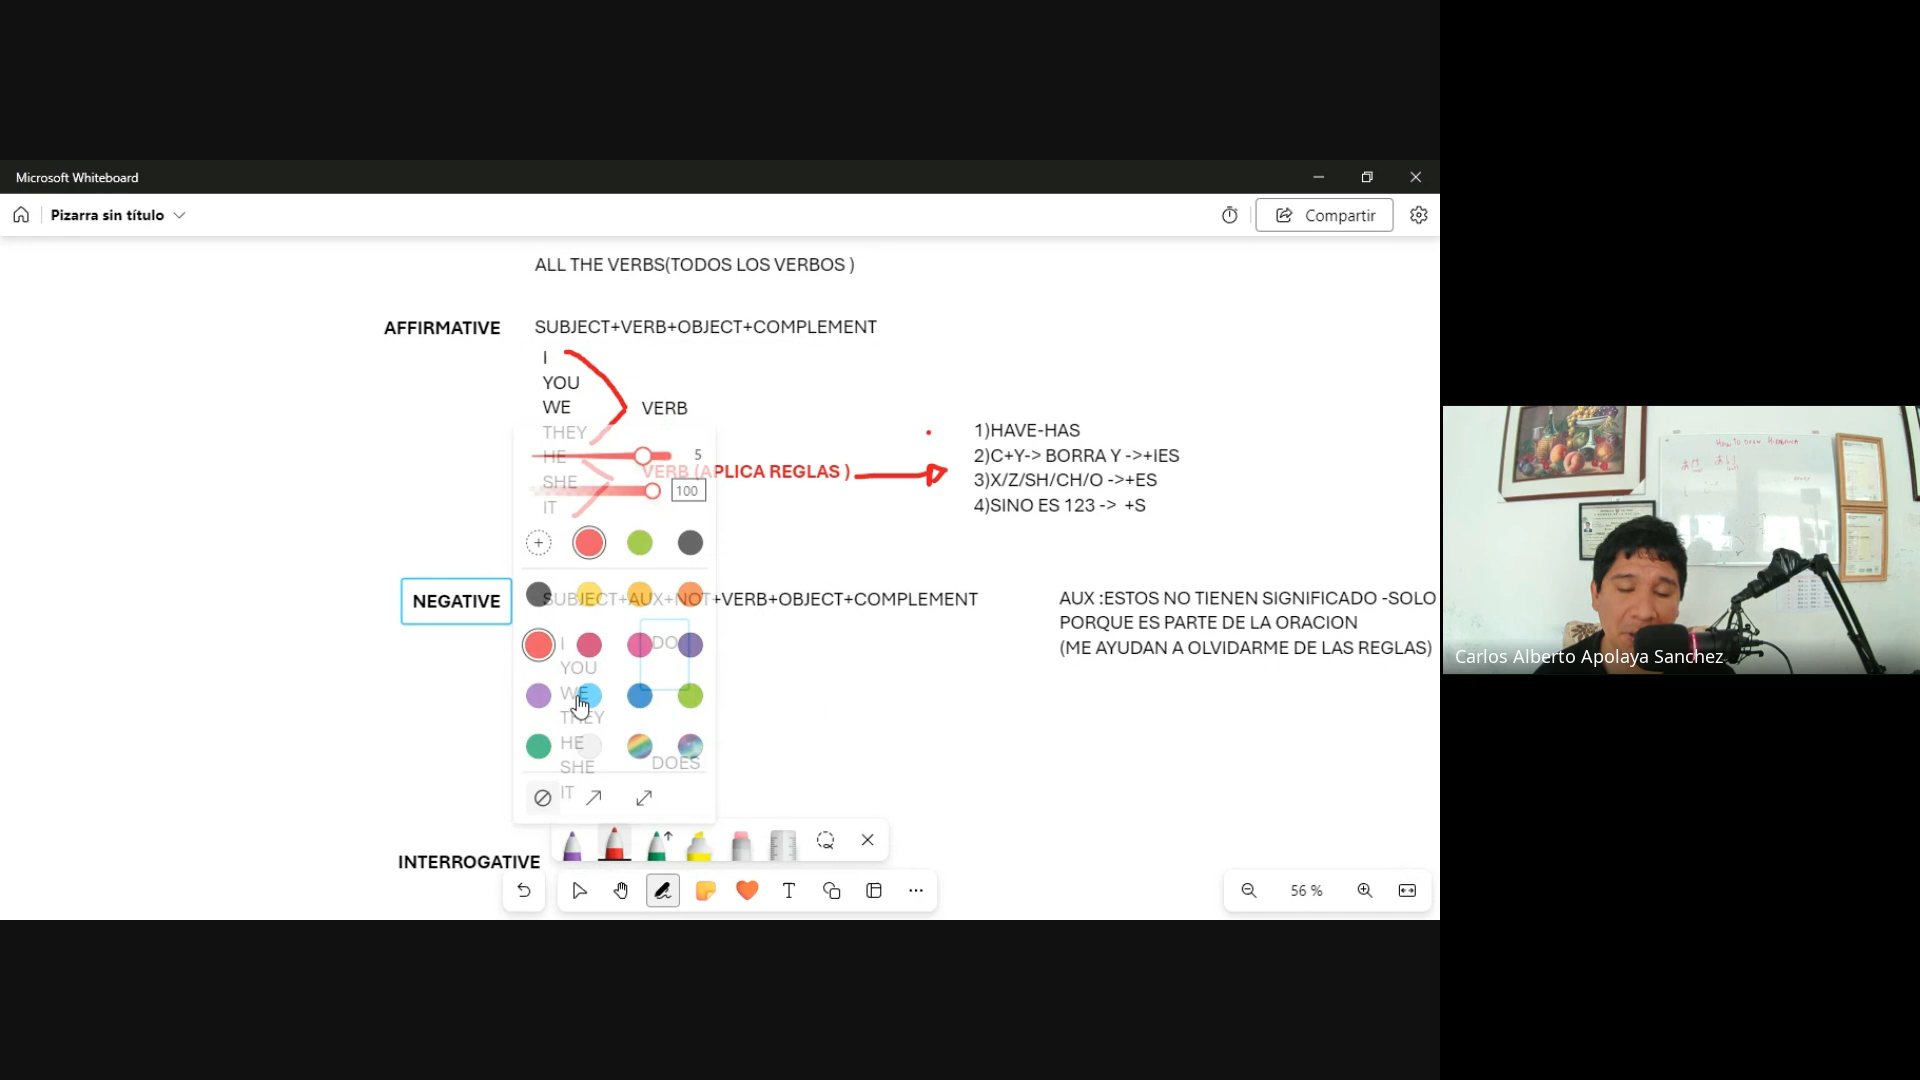 Microsoft Whiteboard
Pizarra sin título
Compartir
ALL THE VERBS(TODOS LOS VERBOS )
AFFIRMATIVE
SUBJECT+VERB+OBJECT+COMPLEMENT
I
YOU
WE
THEY
HE
SHE
IT
VERB
VERB (APLICA REGLAS )
1)HAVE-HAS
2)C+Y-> BORRA Y ->+IES
3)X/Z/SH/CH/O ->+ES
4)SINO ES 123 -> +S
5
100
NEGATIVE
SUBJECT+AUX+NOT+VERB+OBJECT+COMPLEMENT
AUX :ESTOS NO TIENEN SIGNIFICADO -SOLO
PORQUE ES PARTE DE LA ORACION
(ME AYUDAN A OLVIDARME DE LAS REGLAS)
I
YOU
WE
THEY
HE
SHE
IT
DO
DOES
INTERROGATIVE
56 %
Carlos Alberto Apolaya Sanchez